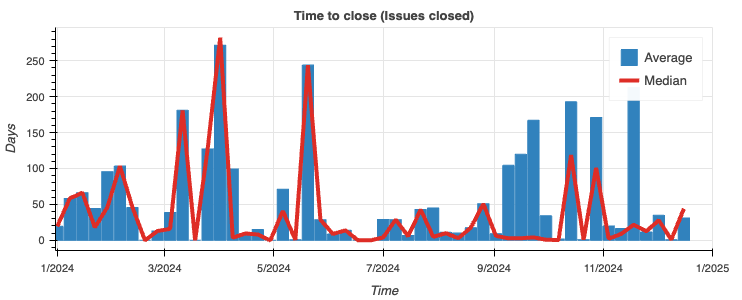 Time to close (Issues closed)
250
200
150
100
50
0
Days
Average
Median
1/2024
3/2024
5/2024
7/2024
9/2024
11/2024
1/2025
Time